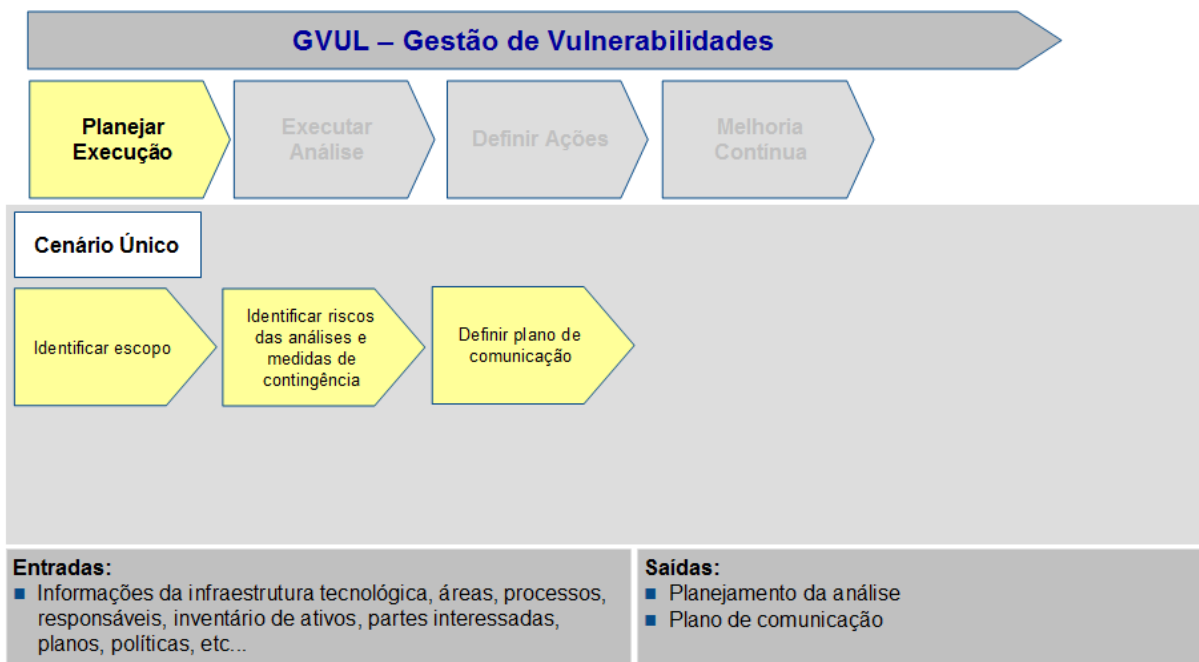 GVUL – Gestão de Vulnerabilidades
Planejar
Execução
Executar
Análise
Definir Ações
Melhoria
Contínua
Cenário Único
Identificar escopo
Identificar riscos
das análises e
medidas de
contingência
Definir plano de
comunicação
Entradas:
Informações da infraestrutura tecnológica, áreas, processos,
responsáveis, inventário de ativos, partes interessadas,
planos, políticas, etc...
Saídas:
Planejamento da análise
Plano de comunicação